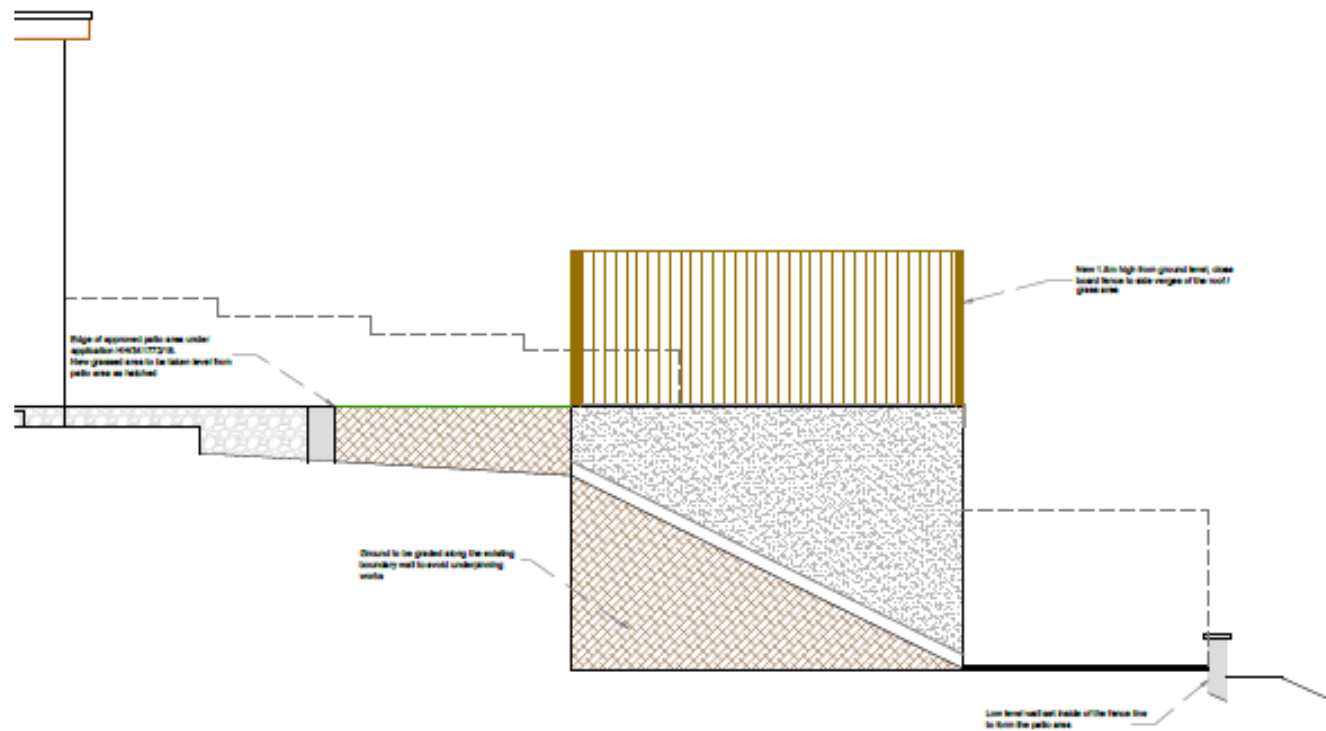 New 1.8m high from ground level, close
board fence to side verges of the roof /
grass area
Edge of approved patio area under
application
New grassed area to be taken level from
patio area as hatched
Ground to be graded along the existing
boundary wall to avoid underpinning
works
Low level wall set inside of the fence line
to form the patio area